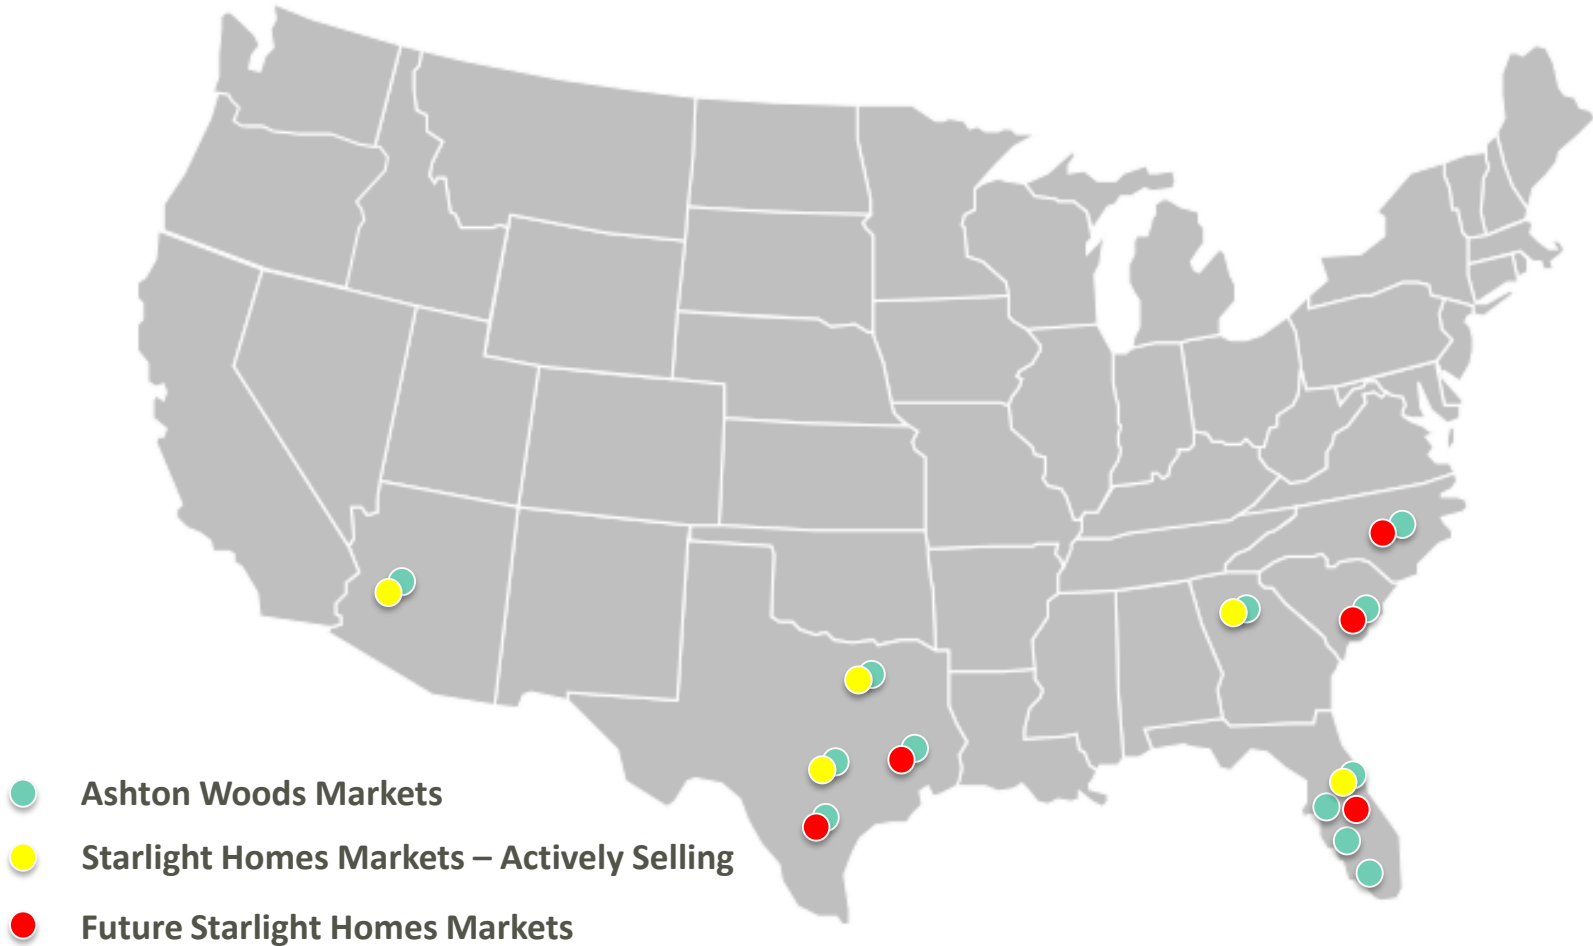 Ashton Woods Markets
Starlight Homes Markets – Actively Selling
Future Starlight Homes Markets